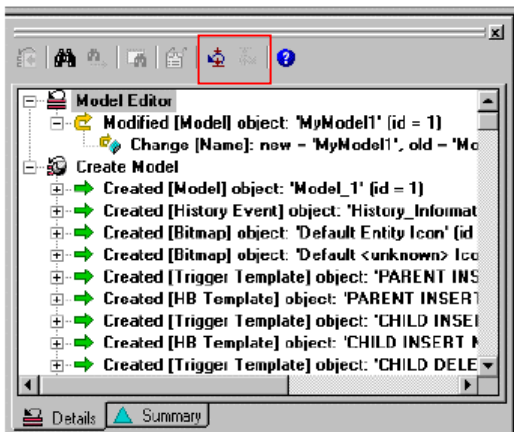 Model Editor
Modified [Model] object: 'MyModel1' (id = 1)
Change [Name]: new = 'MyModel1', old = 'Mo
Create Model
Created [Model] object: 'Model_1' (id = 1)
Created [History Event] object: 'History_Informat
Created [Bitmap] object: 'Default Entity Icon' (id
Created [Bitmap] object: 'Default <unknown> Ico
Created [Trigger Template] object: 'PARENT INS
Created [HB Template] object: 'PARENT INSERT
Created [Trigger Template] object: 'CHILD INSE
Created [HB Template] object: 'CHILD INSERT
Created [Trigger Template] object: 'CHILD DELE
Details Summary